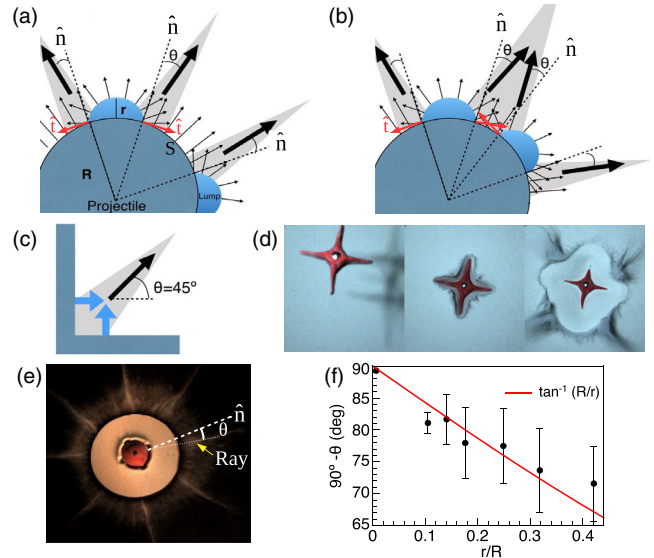 (a)
n̂
θ
n̂
r
t̂
t̂
S
n̂
R
Projectile
Lump
(b)
n̂
θ
θ
n̂
t̂
n̂
(c)
θ=45°
(d)
(e)
n̂
θ
Ray
(f)
90° -θ (deg)
90
85
80
75
70
65
tan⁻¹ (R/r)
0
0.1
0.2
0.3
0.4
r/R